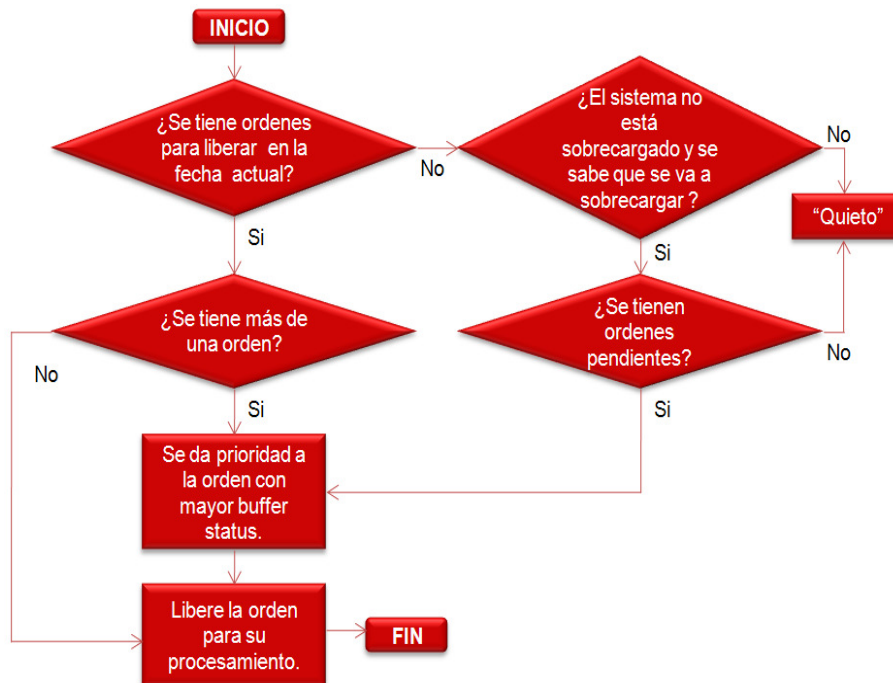 INICIO
¿Se tiene ordenes
para liberar en la
fecha actual?
No
¿El sistema no
está
sobrecargado y se
sabe que se va a
sobrecargar ?
No
“Quieto”
Si
Si
¿Se tiene más de
una orden?
No
¿Se tienen
ordenes
pendientes?
No
Si
Si
Se da prioridad a
la orden con
mayor buffer
status.
Libere la orden
para su
procesamiento.
FIN